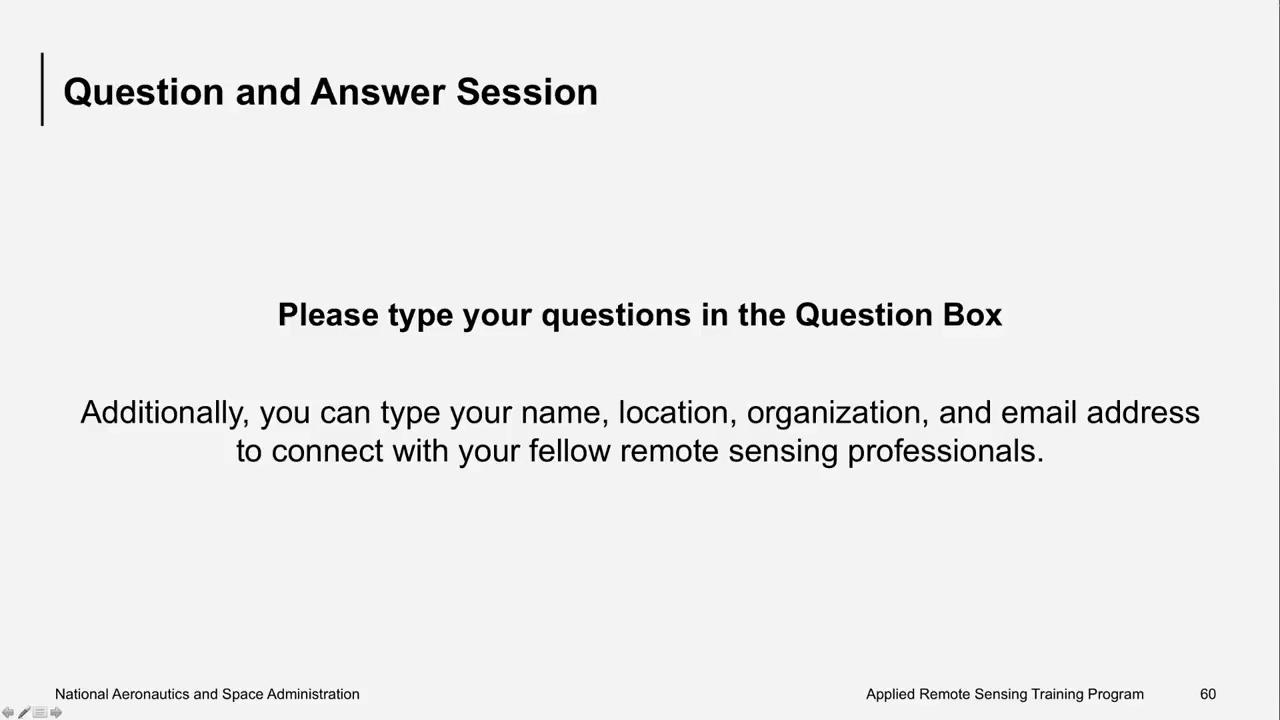 Question and Answer Session
Please type your questions in the Question Box
Additionally, you can type your name, location, organization, and email address
to connect with your fellow remote sensing professionals.
National Aeronautics and Space Administration
Applied Remote Sensing Training Program
60